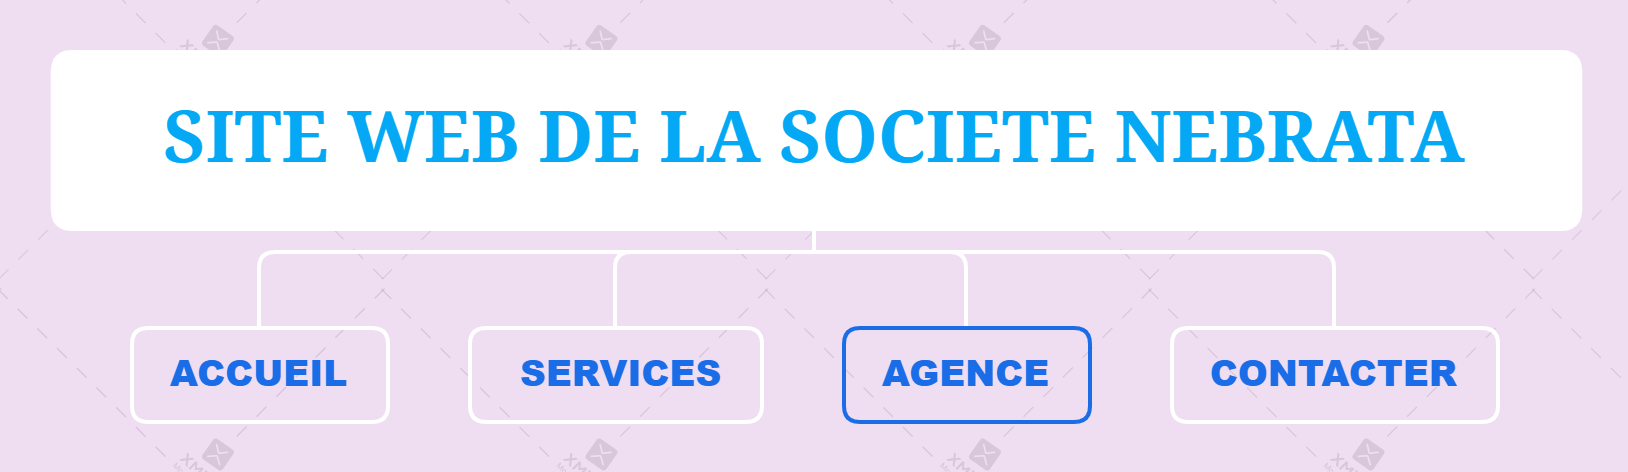 SITE WEB DE LA SOCIETE NEBRATA
ACCUEIL
SERVICES
AGENCE
CONTACTER